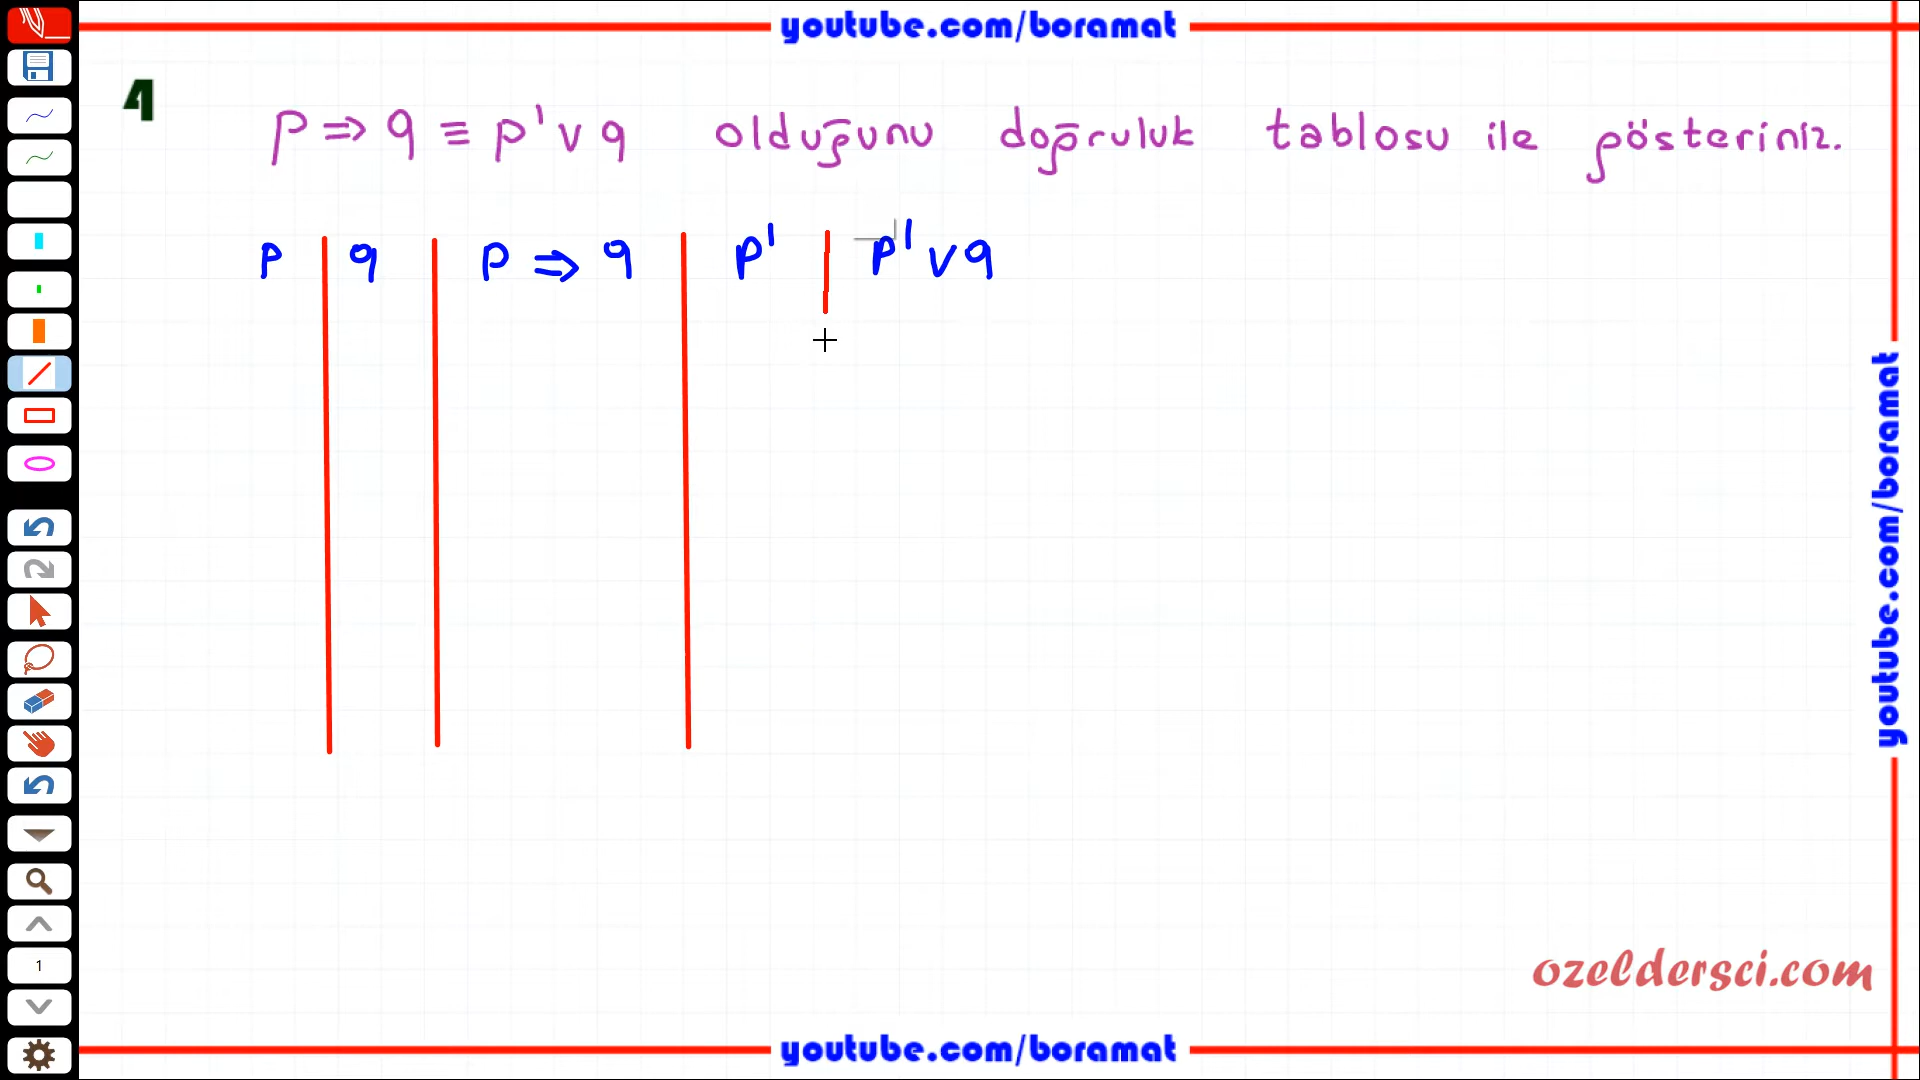 youtube.com/boramat
4
p ⇒ q ≡ p' v q olduğunu doğruluk tablosu ile gösteriniz.
p q p ⇒ q p' p' v q
youtube.com/boramat
1
ozeldersci.com
youtube.com/boramat